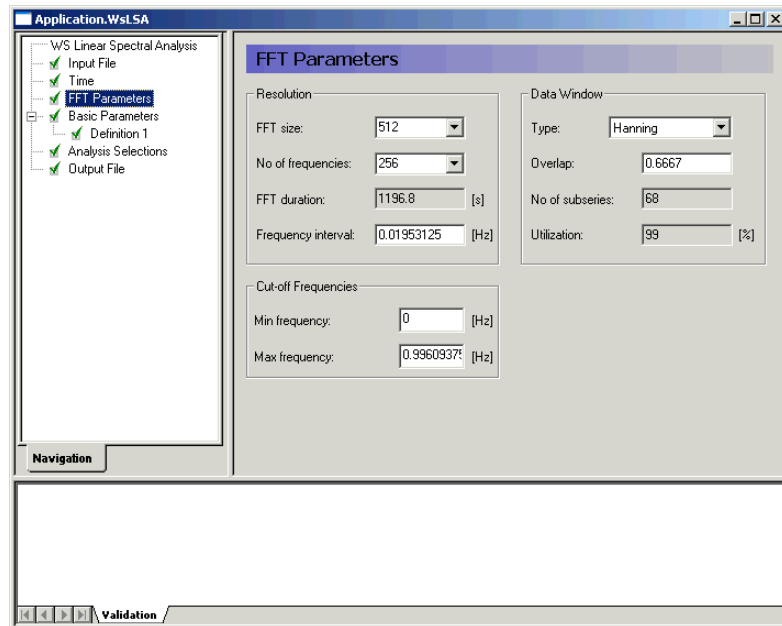 Application.WsLSA
WS Linear Spectral Analysis
Input File
Time
FFT Parameters
Basic Parameters
Definition 1
Analysis Selections
Output File
Navigation
FFT Parameters
Resolution
FFT size: 512
No of frequencies: 256
FFT duration: 1196.8 [s]
Frequency interval: 0.01953125 [Hz]
Data Window
Type: Hanning
Overlap: 0.6667
No of subseries: 68
Utilization: 99 [%]
Cut-off Frequencies
Min frequency: 0 [Hz]
Max frequency: 0.99609375 [Hz]
Validation